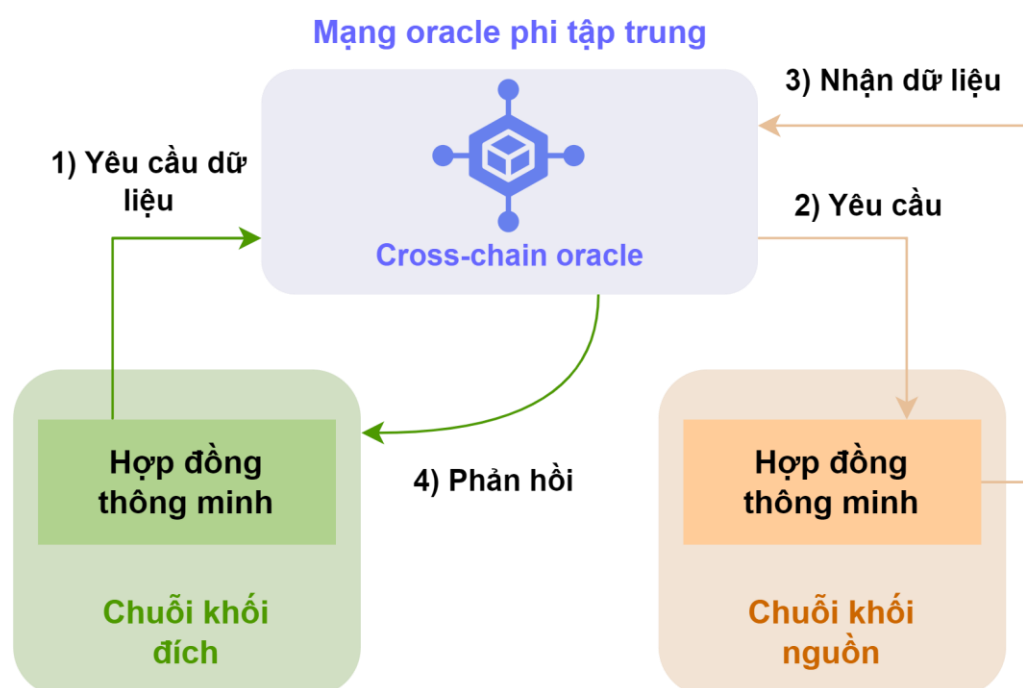 Mạng oracle phi tập trung
3) Nhận dữ liệu
1) Yêu cầu dữ
liệu
2) Yêu cầu
Cross-chain oracle
Hợp đồng
thông minh
4) Phản hồi
Hợp đồng
thông minh
Chuỗi khối
đích
Chuỗi khối
nguồn